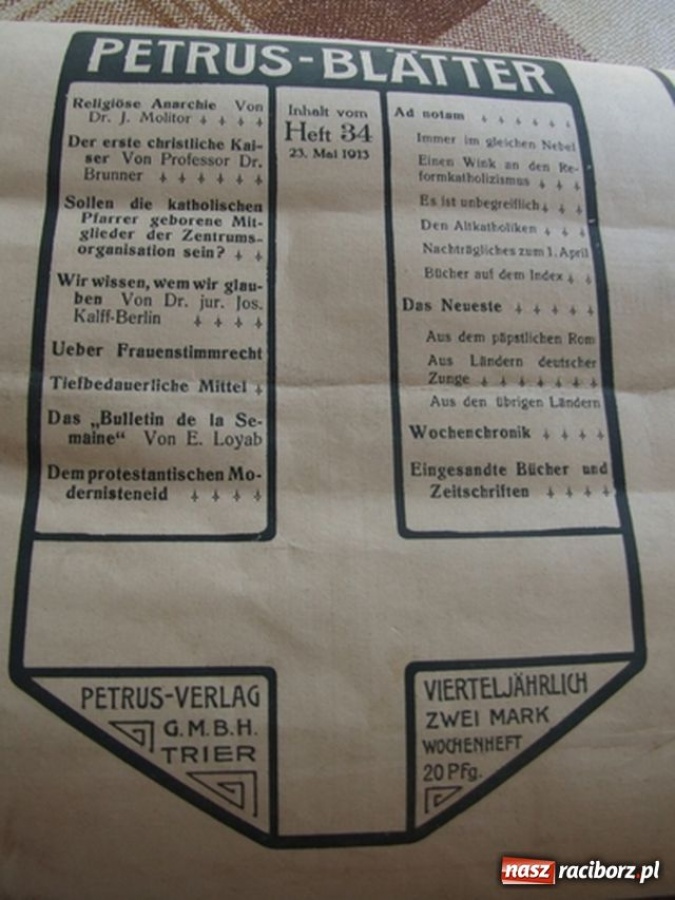 PETRUS-BLÄTTER
Religiöse Anarchie Von
Dr. J. Molitor
Der erste christliche Kai-
ser Von Professor Dr.
Brunner
Sollen die katholischen
Pfarrer geborene Mit-
glieder der Zentrums-
organisation sein?
Wir wissen, wem wir glau-
ben Von Dr. jur. Jos.
Kalff-Berlin
Ueber Frauenstimmrecht
Tiefbedauerliche Mittel
Das „Bulletin de la Se-
maine“ Von E. Loyab
Dem protestantischen Mo-
dernisteneid
Inhalt vom
Heft 34
23. Mai 1913
Ad notam
Immer im gleichen Nebel
Einen Wink an den Re-
formkatholizismus
Es ist unbegreiflich
Den Altkatholiken
Nachträgliches zum 1. April
Bücher auf dem Index
Das Neueste
Aus dem päpstlichen Rom
Aus Ländern deutscher
Zunge
Aus den übrigen Ländern
Wochenchronik
Eingesandte Bücher und
Zeitschriften
PETRUS-VERLAG
G.M.B.H.
TRIER
VIERTELJÄHRLICH
ZWEI MARK
WOCHENHEFT
20 PFg.
nasz raciborz.pl